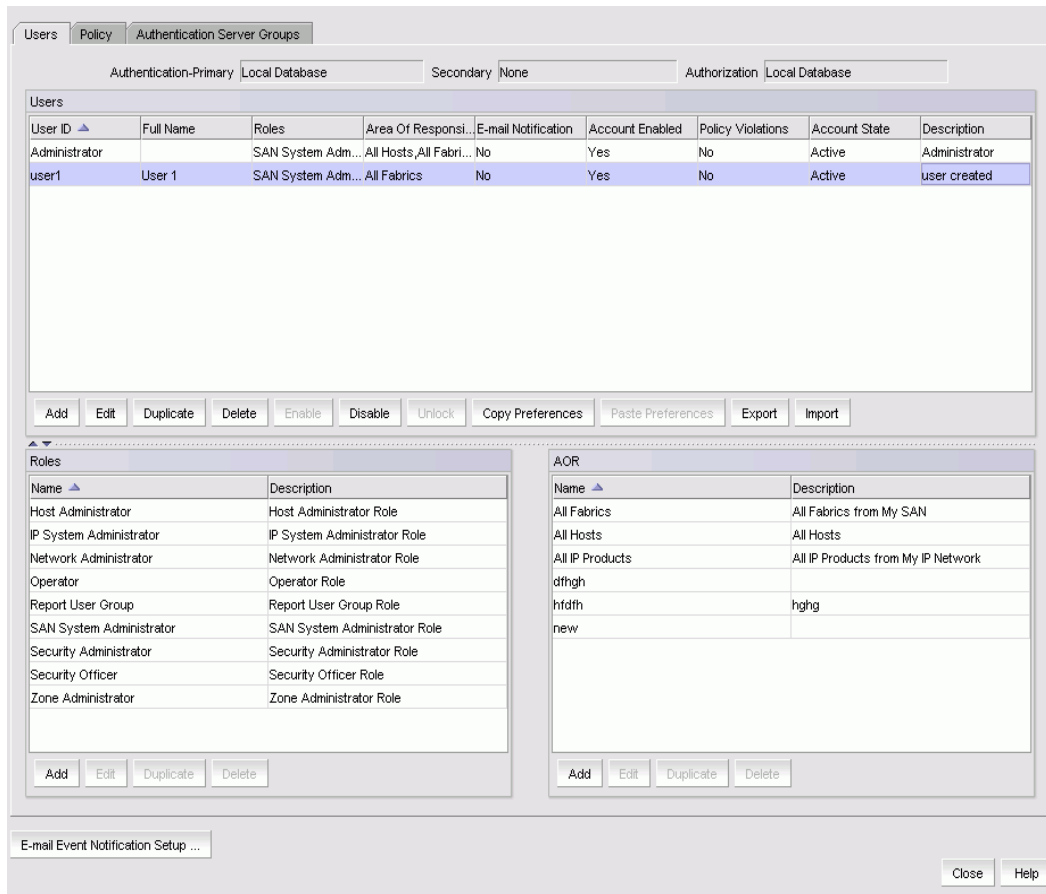 Users Policy Authentication Server Groups
Authentication-Primary Local Database Secondary None Authorization Local Database
Users
User ID Full Name Roles Area Of Responsi... E-mail Notification Account Enabled Policy Violations Account State Description
Administrator SAN System Adm... All Hosts,All Fabri... No Yes No Active Administrator
user1 User 1 SAN System Adm... All Fabrics No Yes No Active user created
Add Edit Duplicate Delete Enable Disable Unlock Copy Preferences Paste Preferences Export Import
Roles
Name Description
Host Administrator Host Administrator Role
IP System Administrator IP System Administrator Role
Network Administrator Network Administrator Role
Operator Operator Role
Report User Group Report User Group Role
SAN System Administrator SAN System Administrator Role
Security Administrator Security Administrator Role
Security Officer Security Officer Role
Zone Administrator Zone Administrator Role
Add Edit Duplicate Delete
AOR
Name Description
All Fabrics All Fabrics from My SAN
All Hosts All Hosts
All IP Products All IP Products from My IP Network
dfhgh
hfdfh hghg
new
Add Edit Duplicate Delete
E-mail Event Notification Setup ...
Close Help